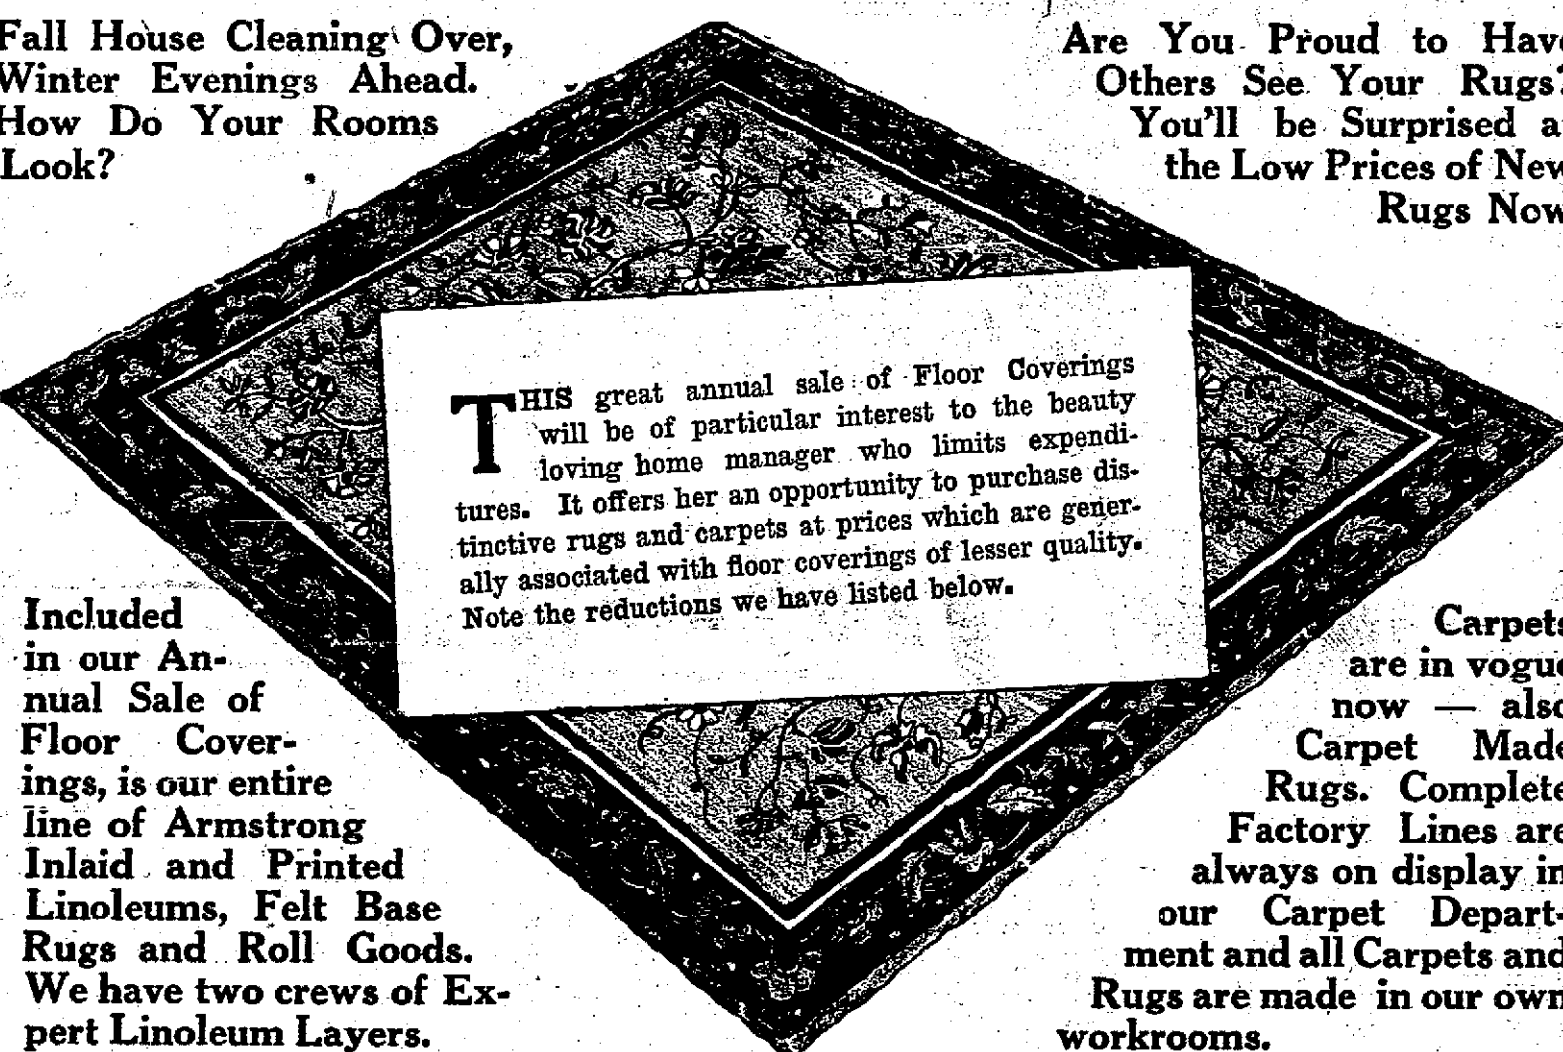 Fall House Cleaning Over,
Winter Evenings Ahead.
How Do Your Rooms
Look?
Are You Proud to Have
Others See Your Rugs?
You'll be Surprised at
the Low Prices of New
Rugs Now
THIS great annual sale of Floor Coverings
will be of particular interest to the beauty
loving home manager who limits expendi-
tures. It offers her an opportunity to purchase dis-
tinctive rugs and carpets at prices which are gener-
ally associated with floor coverings of lesser quality.
Note the reductions we have listed below.
Included
in our An-
nual Sale of
Floor Cover-
ings, is our entire
line of Armstrong
Inlaid and Printed
Linoleums, Felt Base
Rugs and Roll Goods.
We have two crews of Ex-
pert Linoleum Layers.
Carpets
are in vogue
now — also
Carpet Made
Rugs. Complete
Factory Lines are
always on display in
our Carpet Depart-
ment and all Carpets and
Rugs are made in our own
workrooms.